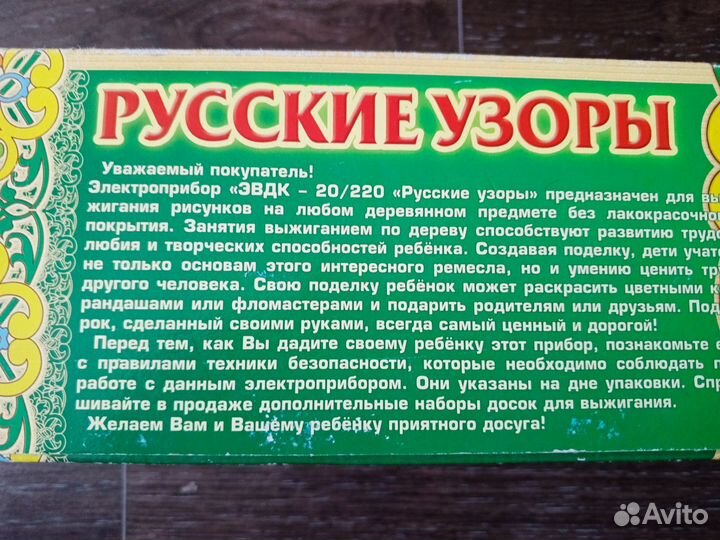 РУССКИЕ УЗОРЫ
Уважаемый покупатель!
Электроприбор «ЭВДК – 20/220 «Русские узоры» предназначен для вы
жигания рисунков на любом деревянном предмете без лакокрасочно
покрытия. Занятия выжиганием по дереву способствуют развитию трудо
любия и творческих способностей ребёнка. Создавая поделку, дети учатс
не только основам этого интересного ремесла, но и умению ценить тр
другого человека. Свою поделку ребёнок может раскрасить цветными к
рандашами или фломастерами и подарить родителям или друзьям. Под
рок, сделанный своими руками, всегда самый ценный и дорогой!
Перед тем, как Вы дадите своему ребёнку этот прибор, познакомьте е
с правилами техники безопасности, которые необходимо соблюдать п
работе с данным электроприбором. Они указаны на дне упаковки. Спр
шивайте в продаже дополнительные наборы досок для выжигания.
Желаем Вам и Вашему ребёнку приятного досуга!
Avito